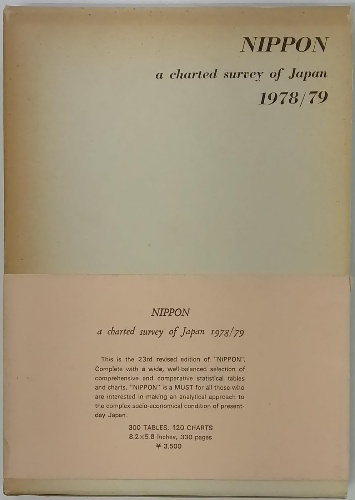 NIPPON
a charted survey of Japan
1978/79
NIPPON
a charted survey of Japan 1978/79
This is the 23rd revised edition of "NIPPON".
Complete with a wide, well-balanced selection of
comprehensive and comparative statistical tables
and charts, "NIPPON" is a MUST for all those who
are interested in making an analytical approach to
the complex socio-economical condition of present-
day Japan.
300 TABLES, 120 CHARTS
8.2×5.8 inches, 330 pages
¥ 3,500